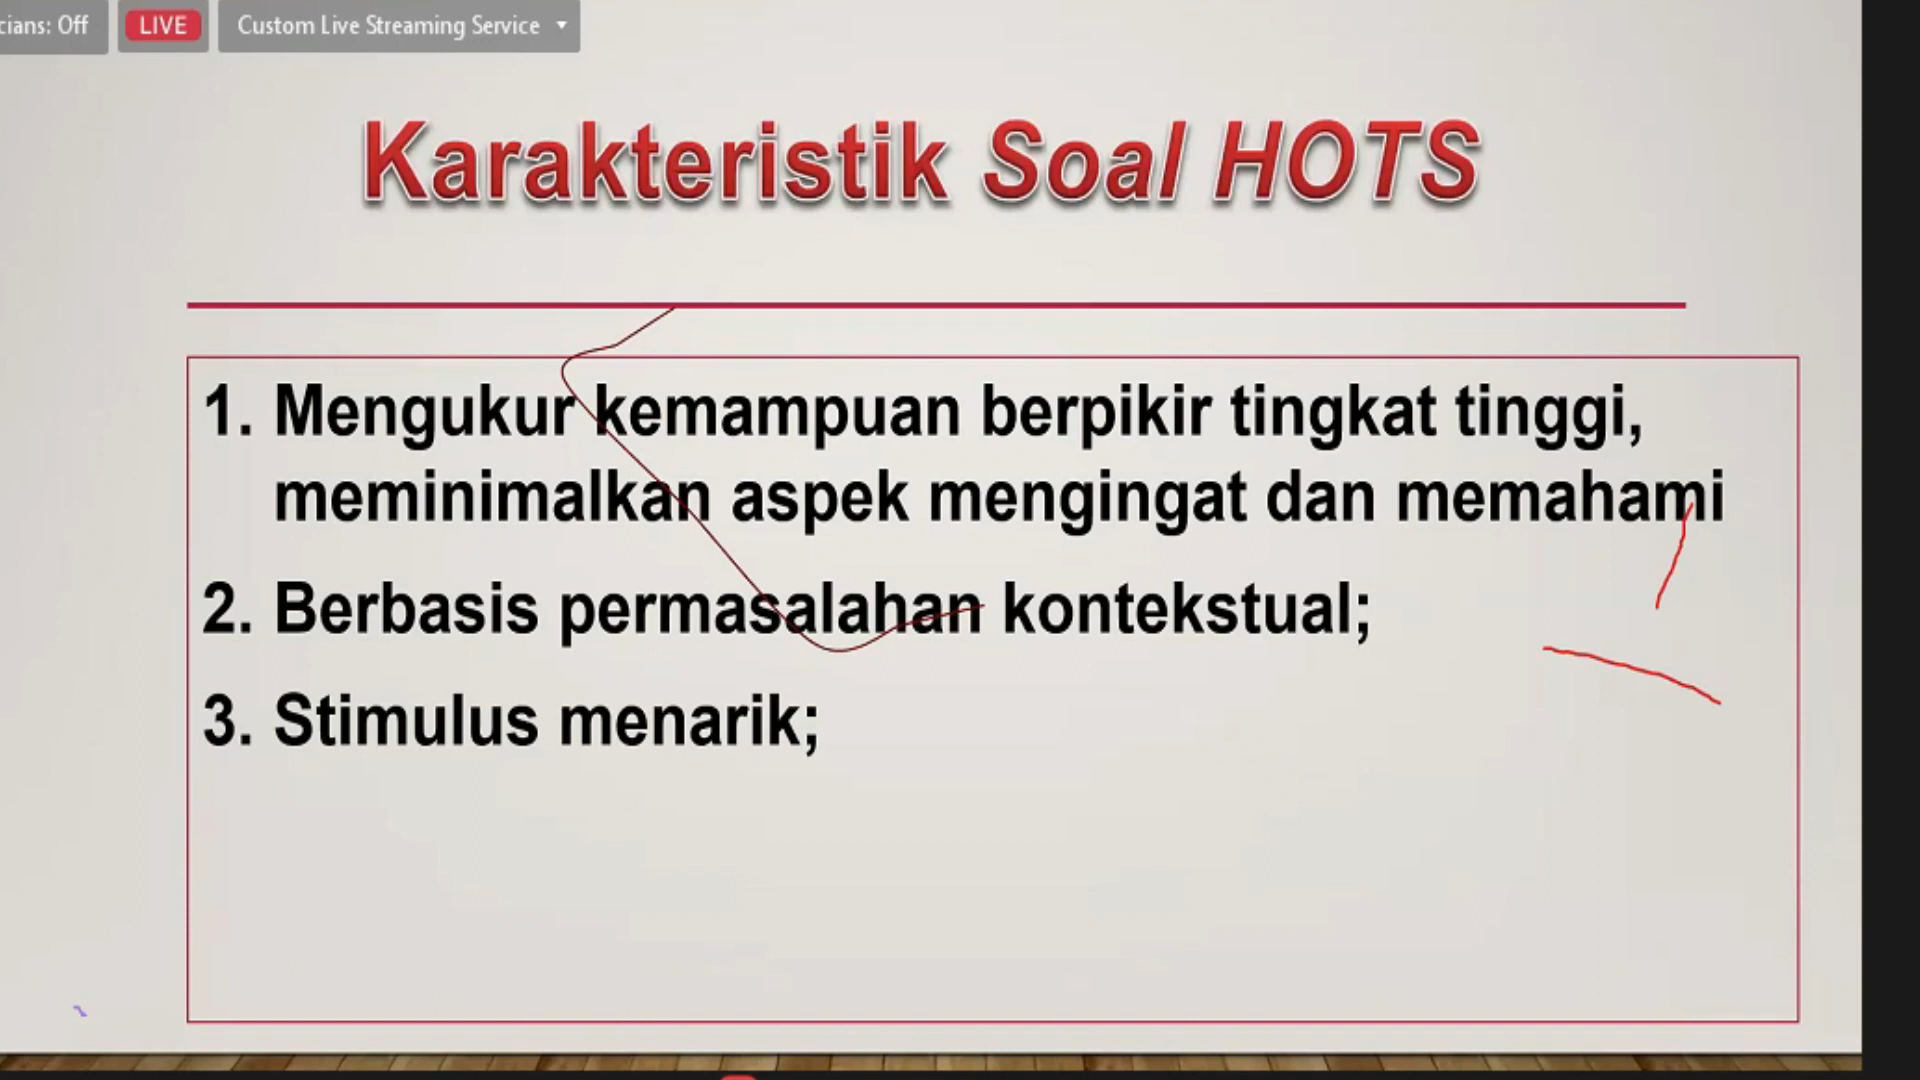 cians: Off
LIVE
Custom Live Streaming Service
Karakteristik Soal HOTS
1. Mengukur kemampuan berpikir tingkat tinggi,
meminimalkan aspek mengingat dan memahami
2. Berbasis permasalahan kontekstual;
3. Stimulus menarik;